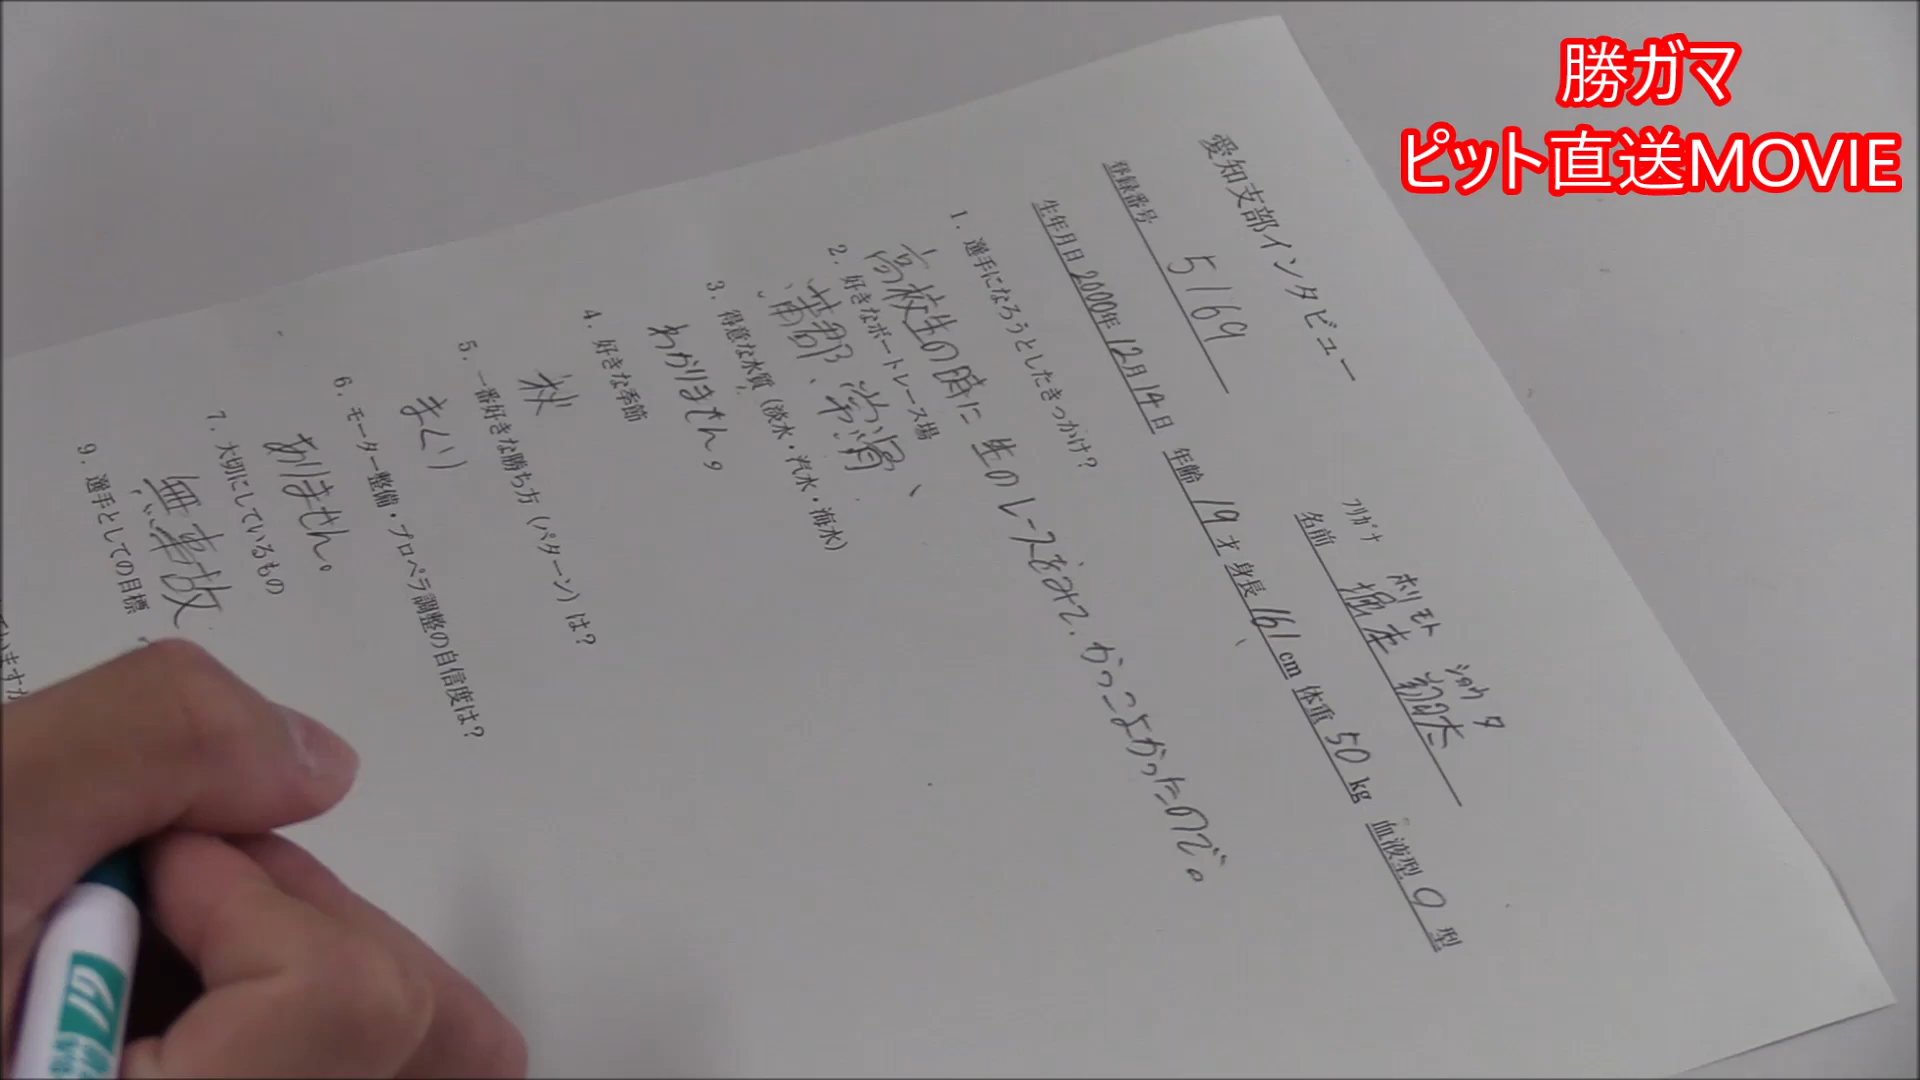 勝ガマ
ピット直送MOVIE
愛知支部インタビュー
フリガナ ホリモト ショウタ
登録番号 5169 名前 堀本 翔太
生年月日 2000年 12月 14日 年齢 19才 身長 161cm 体重 50kg 血液型 O型
1. 選手になろうとしたきっかけ？
高校生の時に生のレースをみて、かっこよかったので。
2. 好きなボートレース場
蒲郡、常滑
3. 得意な水質（淡水・汽水・海水）
わかりません。
4. 好きな季節
秋
5. 一番好きな勝ち方（パターン）は？
まくり
6. モーター整備・プロペラ調整の自信度は？
ありません。
7. 大切にしているもの
無事故
9. 選手としての目標
ますか
G1